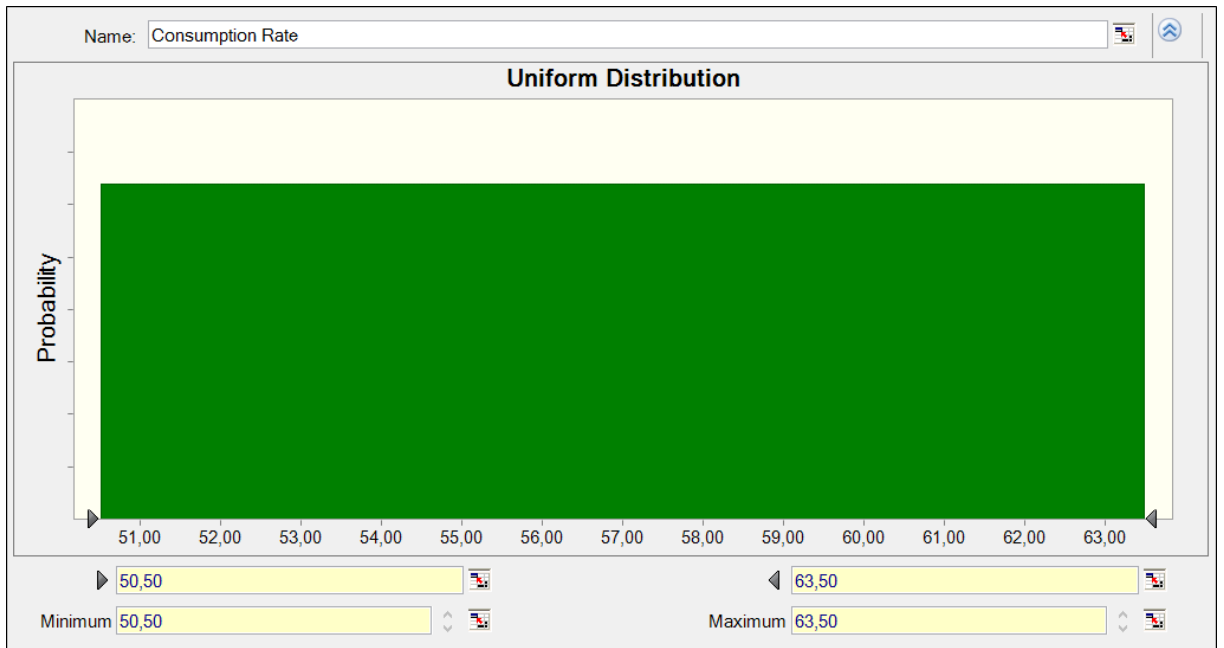 Name: Consumption Rate
Uniform Distribution
Probability
51,00 52,00 53,00 54,00 55,00 56,00 57,00 58,00 59,00 60,00 61,00 62,00 63,00
50,50 63,50
Minimum 50,50 Maximum 63,50